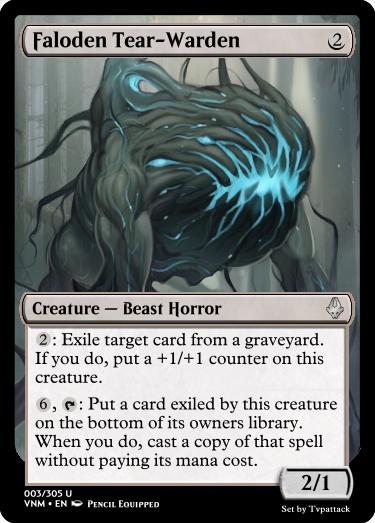 Faloden Tear-Warden 2
Creature — Beast Horror
2: Exile target card from a graveyard.
If you do, put a +1/+1 counter on this
creature.
6, : Put a card exiled by this creature
on the bottom of its owners library.
When you do, cast a copy of that spell
without paying its mana cost.
2/1
003/305 U
VNM • EN Pencil Equipped
Set by Tvpattack